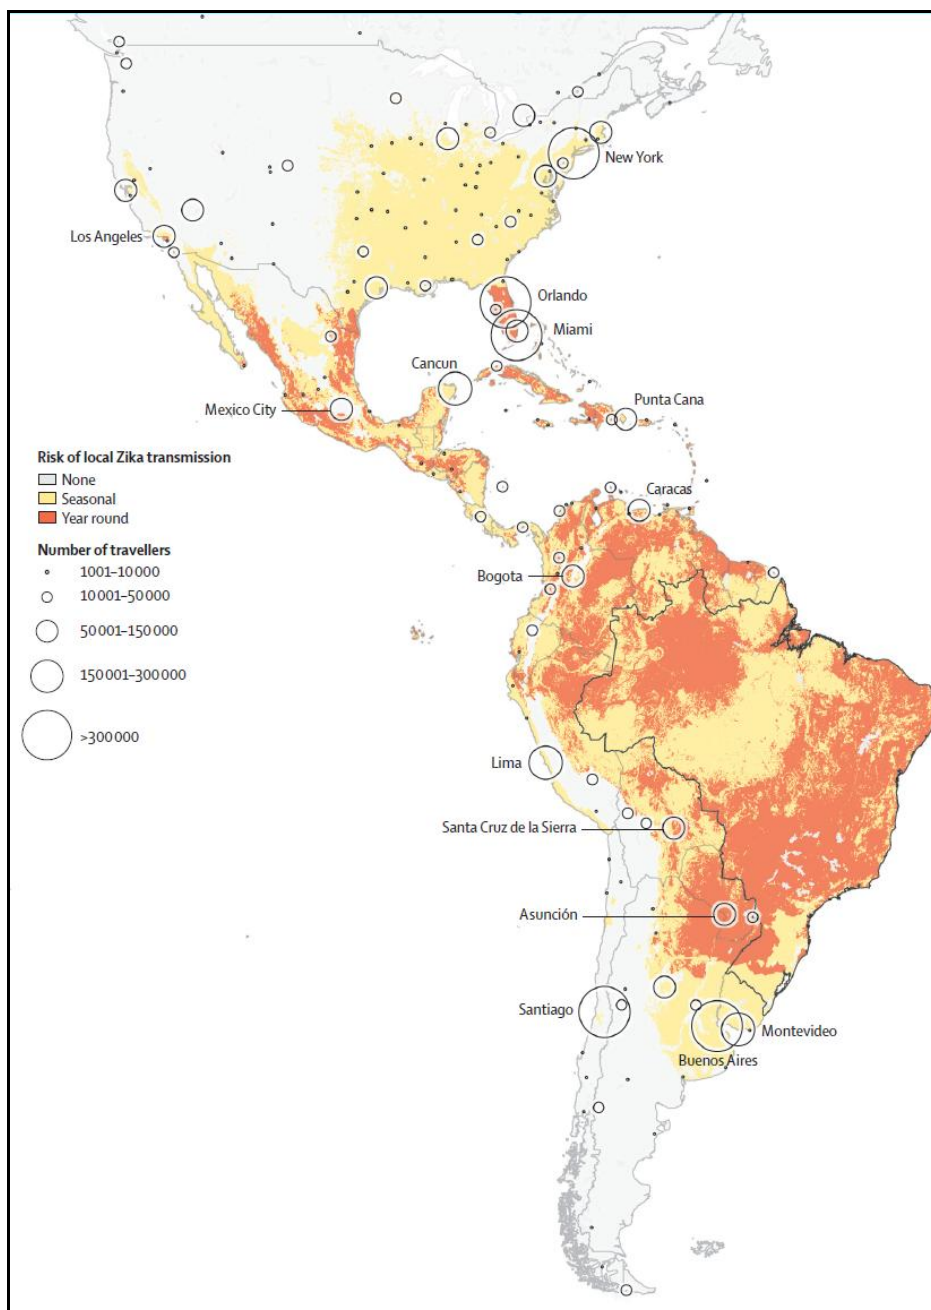 New York
Los Angeles
Orlando
Miami
Cancun
Mexico City
Punta Cana
Risk of local Zika transmission
None
Seasonal
Year round
Caracas
Number of travellers
1001–10 000
10 001–50 000
50 001–150 000
150 001–300 000
>300 000
Bogota
Lima
Santa Cruz de la Sierra
Asunción
Santiago
Montevideo
Buenos Aires